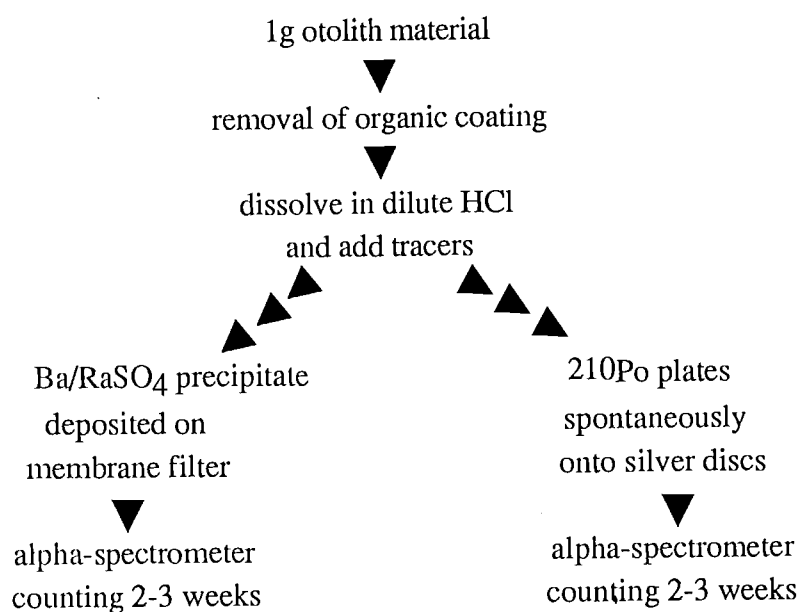 1g otolith material
removal of organic coating
dissolve in dilute HCl
and add tracers
Ba/RaSO4 precipitate
deposited on
membrane filter
alpha-spectrometer
counting 2-3 weeks
210Po plates
spontaneously
onto silver discs
alpha-spectrometer
counting 2-3 weeks